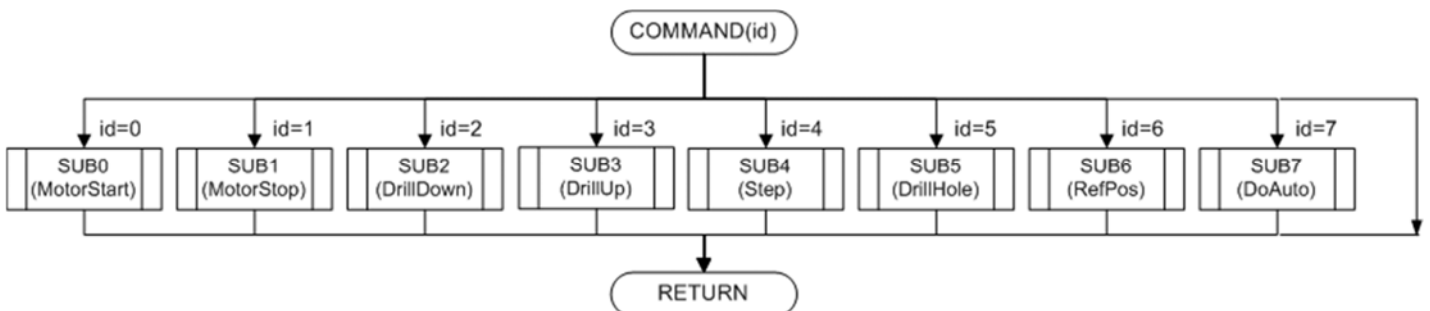 COMMAND(id)
id=0
id=1
id=2
id=3
id=4
id=5
id=6
id=7
SUB0
(MotorStart)
SUB1
(MotorStop)
SUB2
(DrillDown)
SUB3
(DrillUp)
SUB4
(Step)
SUB5
(DrillHole)
SUB6
(RefPos)
SUB7
(DoAuto)
RETURN